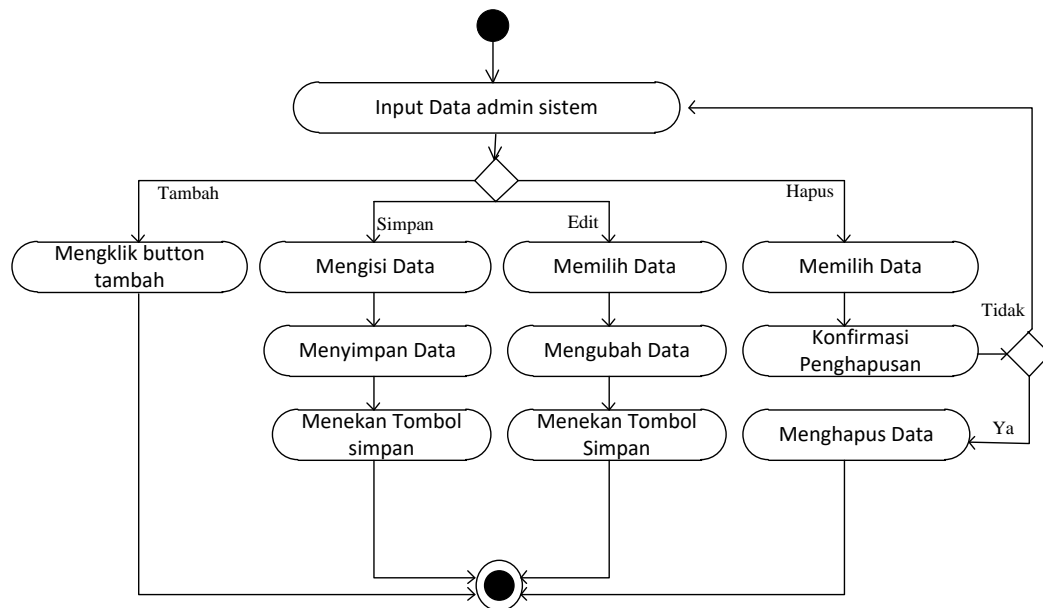 Input Data admin sistem
Tambah
Simpan
Edit
Hapus
Mengklik button
tambah
Mengisi Data
Memilih Data
Memilih Data
Tidak
Menyimpan Data
Mengubah Data
Konfirmasi
Penghapusan
Menekan Tombol
simpan
Menekan Tombol
Simpan
Menghapus Data
Ya